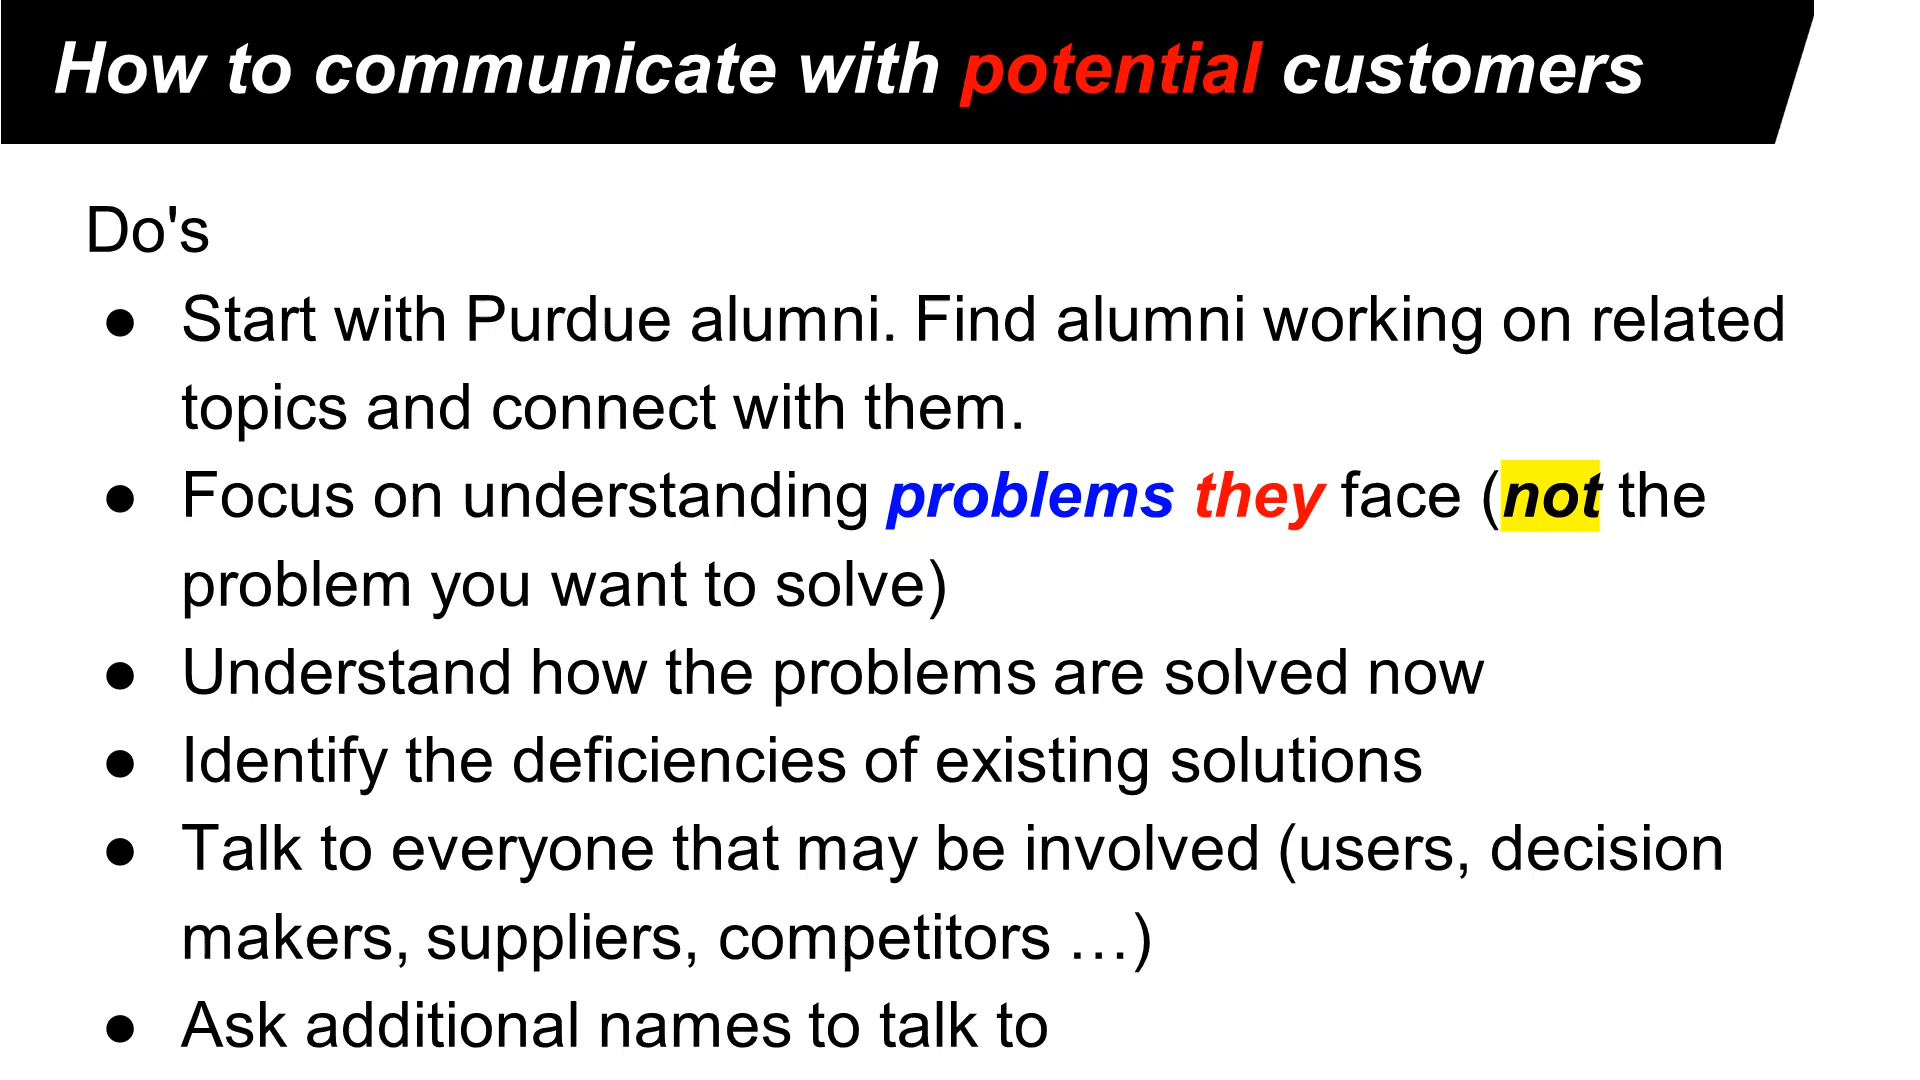 How to communicate with potential customers
Do's
● Start with Purdue alumni. Find alumni working on related
topics and connect with them.
● Focus on understanding problems they face (not the
problem you want to solve)
● Understand how the problems are solved now
● Identify the deficiencies of existing solutions
● Talk to everyone that may be involved (users, decision
makers, suppliers, competitors …)
● Ask additional names to talk to